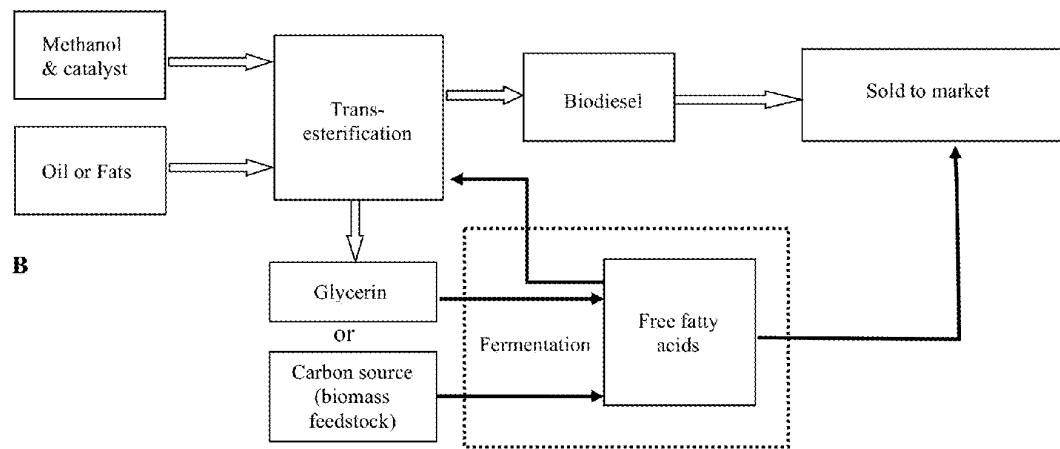 Methanol
& catalyst
Trans-
esterification
Biodiesel
Sold to market
Oil or Fats
B
Glycerin
or
Carbon source
(biomass
feedstock)
Fermentation
Free fatty
acids